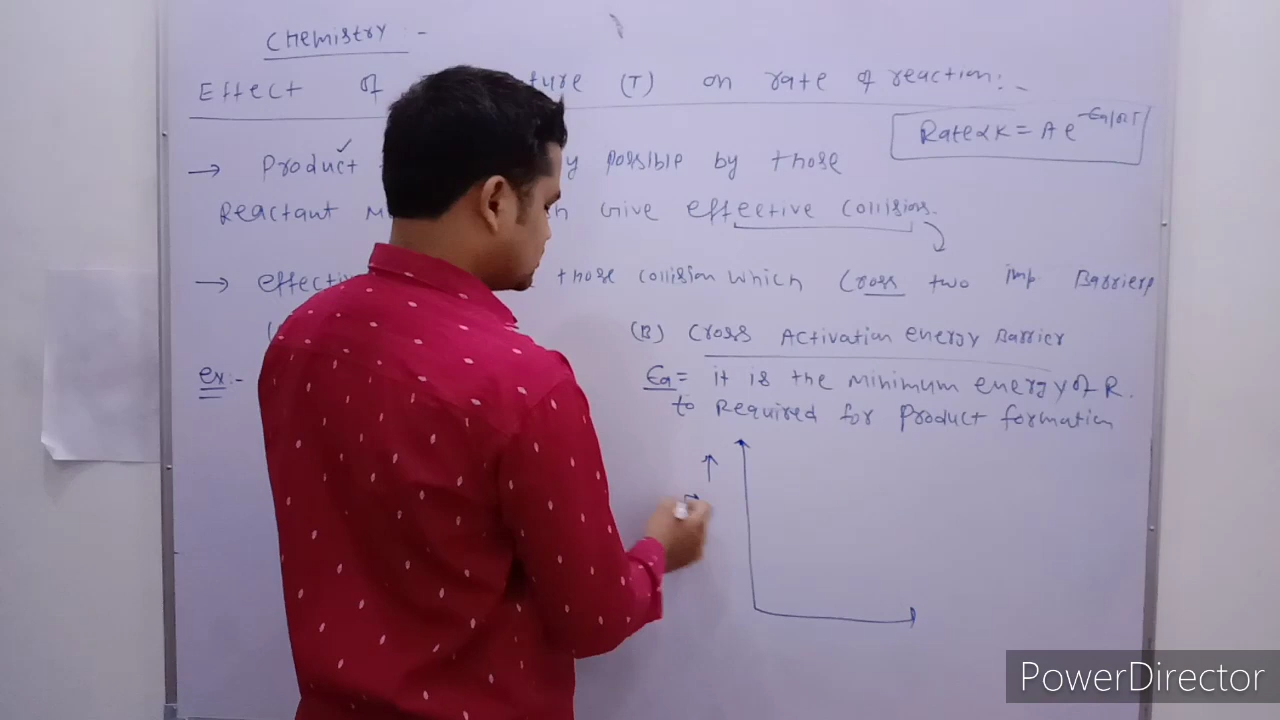 Chemistry :-
Effect of ture (T) on rate of reaction :-
Rate α K = A e^-Ea/RT
→ Product y possible by those
Reactant M h Give effective collisions.
→ effectiv those collision which Cross two imp Barriers
(B) Cross Activation energy Barrier
ex:-
Ea = it is the Minimum energy of R.
to Required for Product formation
PowerDirector